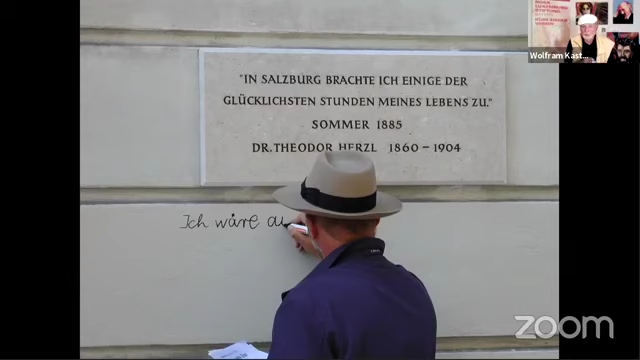 "IN SALZBURG BRACHTE ICH EINIGE DER
GLÜCKLICHSTEN STUNDEN MEINES LEBENS ZU."
SOMMER 1885
DR. THEODOR HERZL 1860 – 1904
Ich wäre au
Wolfram Kast...
zoom